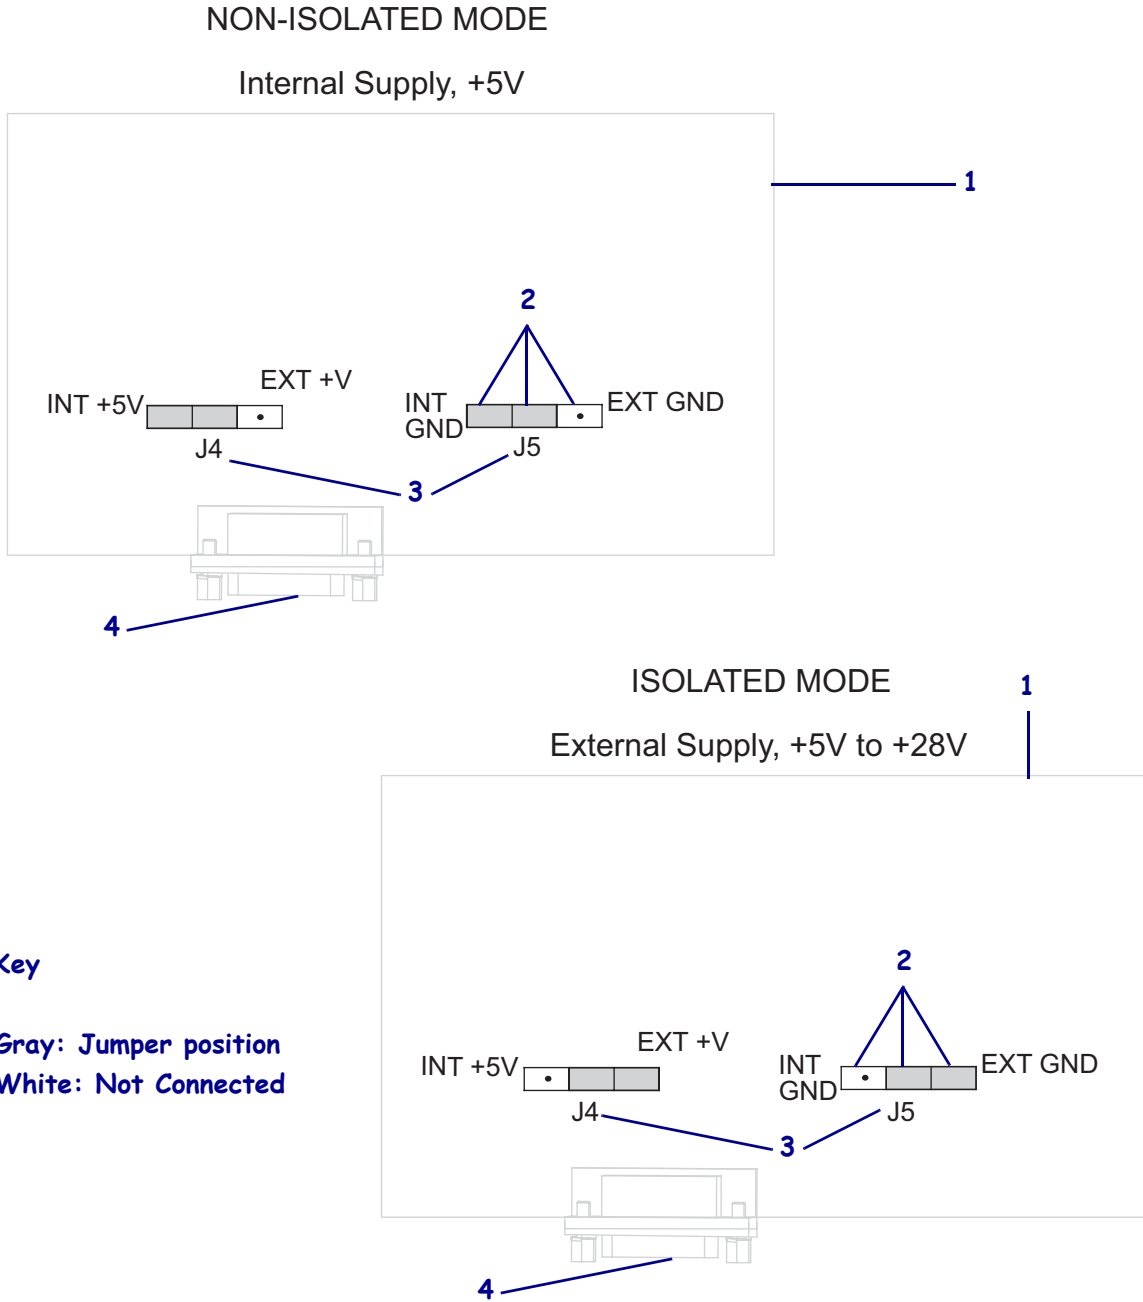 NON-ISOLATED MODE
Internal Supply, +5V
1
2
INT +5V
EXT +V
INT
GND
EXT GND
J4
J5
3
4
ISOLATED MODE
1
External Supply, +5V to +28V
Key
Gray: Jumper position
White: Not Connected
2
INT +5V
EXT +V
INT
GND
EXT GND
J4
J5
3
4